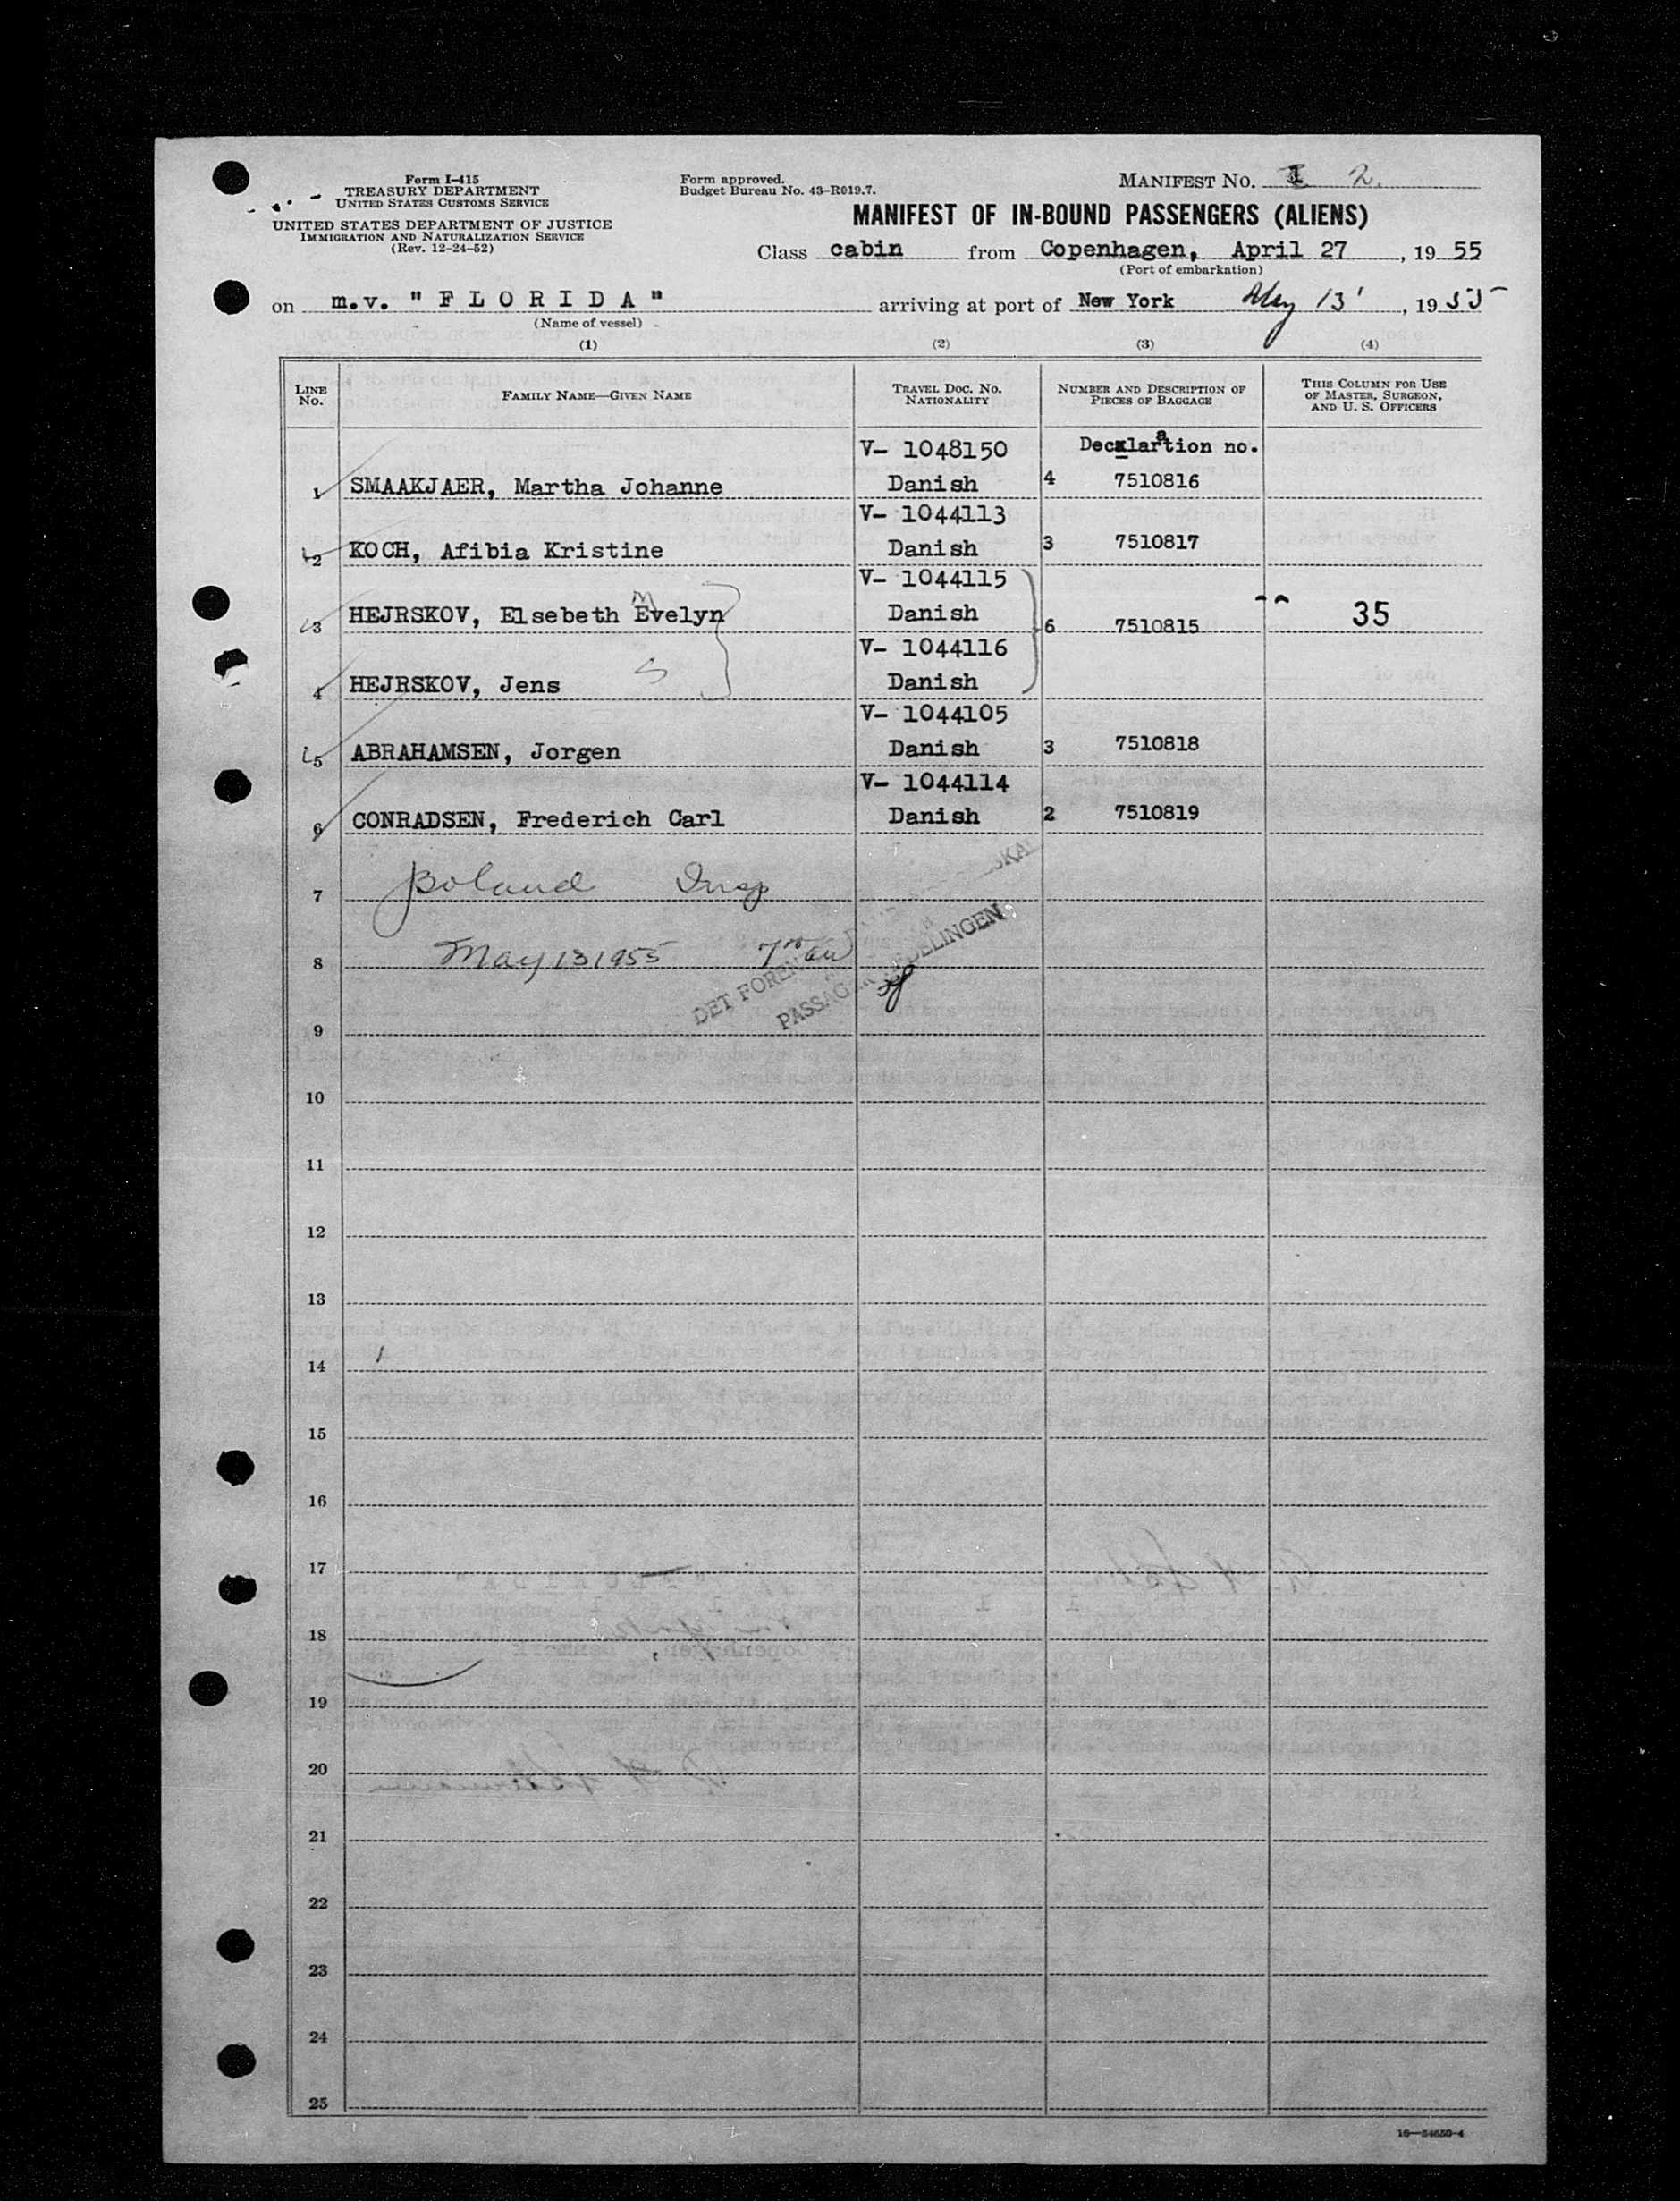 Form I-415
TREASURY DEPARTMENT
UNITED STATES CUSTOMS SERVICE
UNITED STATES DEPARTMENT OF JUSTICE
IMMIGRATION AND NATURALIZATION SERVICE
(Rev. 12-24-52)
Form approved.
Budget Bureau No. 43-R019.7.
MANIFEST NO. 1 2.
MANIFEST OF IN-BOUND PASSENGERS (ALIENS)
Class cabin from Copenhagen, April 27, 1955
(Port of embarkation)
on m.v. "FLORIDA" arriving at port of New York May 13', 1955
(Name of vessel)
(1) (2) (3) (4)
LINE NO. FAMILY NAME—GIVEN NAME TRAVEL DOC. NO. NATIONALITY NUMBER AND DESCRIPTION OF PIECES OF BAGGAGE THIS COLUMN FOR USE OF MASTER, SURGEON, AND U. S. OFFICERS
V- 1048150 Decalartion no.
1 SMAAKJAER, Martha Johanne Danish 4 7510816
V- 1044113
2 KOCH, Afibia Kristine Danish 3 7510817
V- 1044115
3 HEJRSKOV, Elsebeth Evelyn M Danish 6 7510815 35
V- 1044116
4 HEJRSKOV, Jens S Danish
V- 1044105
5 ABRAHAMSEN, Jorgen Danish 3 7510818
V- 1044114
6 CONRADSEN, Frederich Carl Danish 2 7510819
7 Boland Insp
8 May 13 1955
DET FOREN
PASSAGERAFDELINGEN
9
10
11
12
13
14
15
16
17
18
19
20
21
22
23
24
25